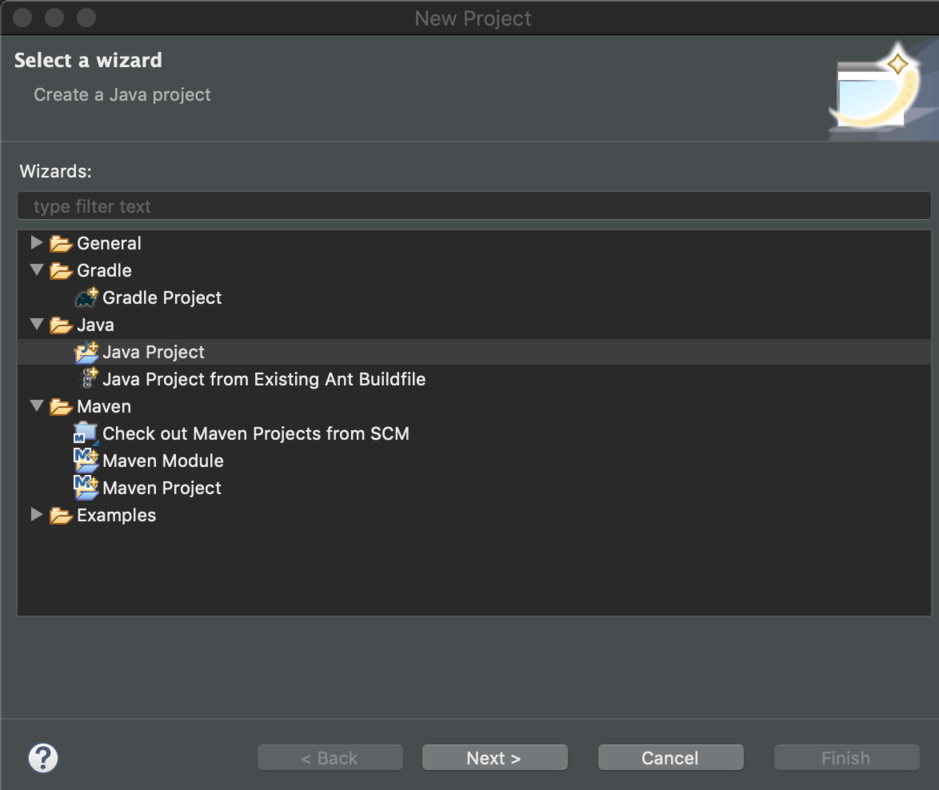 New Project
Select a wizard
Create a Java project
Wizards:
type filter text
General
Gradle
Gradle Project
Java
Java Project
Java Project from Existing Ant Buildfile
Maven
Check out Maven Projects from SCM
Maven Module
Maven Project
Examples
? < Back Next > Cancel Finish